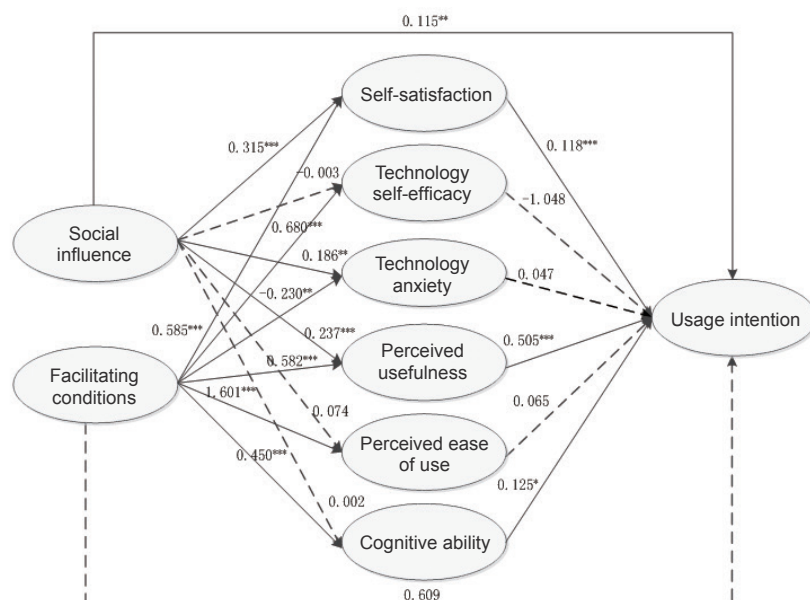 0.115**
Self-satisfaction
0.315***
0.118***
-0.003
Technology
self-efficacy
-1.048
Social
influence
0.680***
0.186**
Technology
anxiety
0.047
-0.230**
Usage intention
0.585***
0.237***
Perceived
usefulness
0.505***
Facilitating
conditions
0.582***
1.601***
0.074
0.065
Perceived ease
of use
0.450***
0.002
0.125*
Cognitive ability
0.609